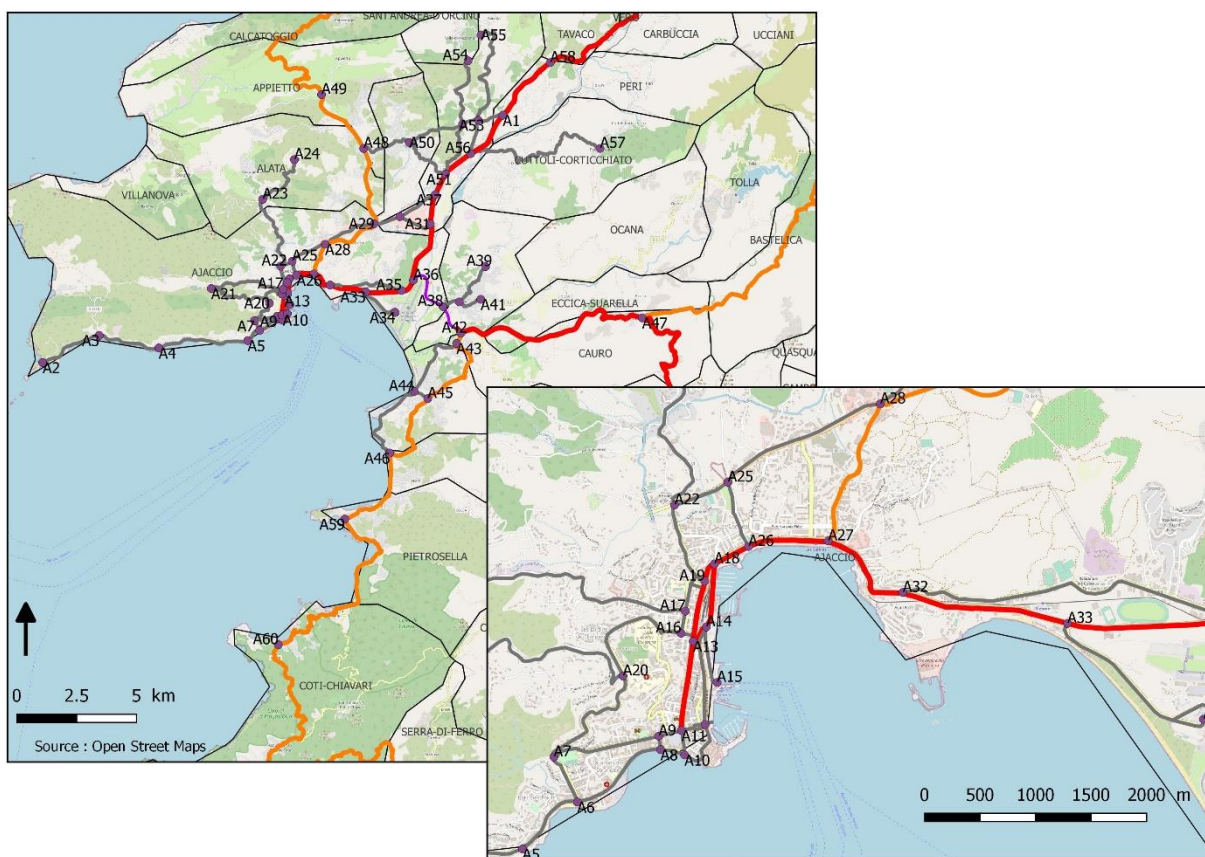 SANT'ANDREA-D'ORCINO
CALCATOGGIO
A55
TAVACO
CARBUCCIA
UCCIANI
A54
A58
APPIETTO
A49
PERI
A53
A1
A48
A50
A56
A57
CUTTOLI-CORTICCHIATO
A24
ALATA
A51
TOLLA
VILLANOVA
A23
A37
A29
A31
OCANA
A28
BASTELICA
A22
A25
A39
AJACCIO
A26
A36
A21
A17
A33
A35
A20
A13
A38
A41
ECCICA-SUARELLA
A7
A9
A10
A34
A47
A3
A42
A5
A43
CAURO
A4
A2
A44
A45
A46
A59
PIETROSELLA
A60
COTI-CHIAVARI
0 2.5 5 km
SERRA-DI-FERRO
Source : Open Street Maps
A28
A25
A22
A26
A27
AJACCIO
A18
A19
A32
A17
A33
A16
A14
A13
A20
A15
A9
A11
A7
A8
A10
A6
0 500 1000 1500 2000 m
A5